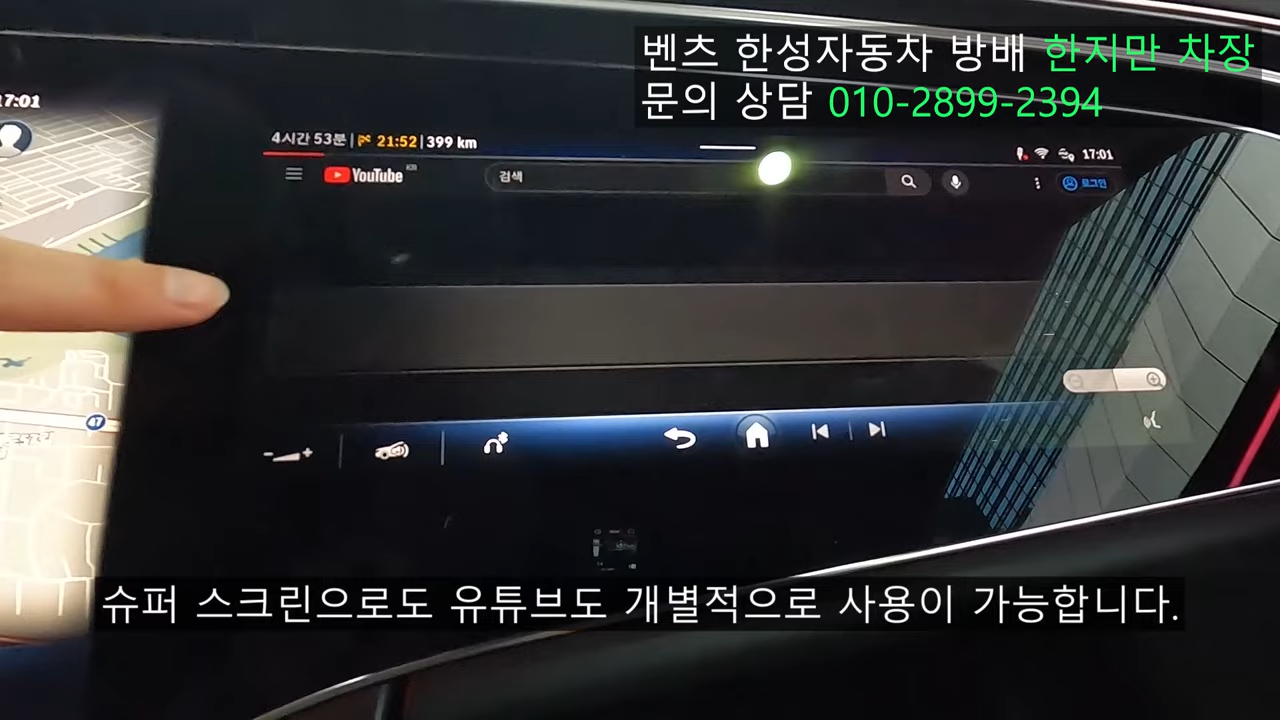 벤츠 한성자동차 방배 한지만 차장
문의 상담 010-2899-2394
17:01
4시간 53분 | 21:52 | 399 km
17:01
YouTube KR
검색
로그인
47
슈퍼 스크린으로도 유튜브도 개별적으로 사용이 가능합니다.